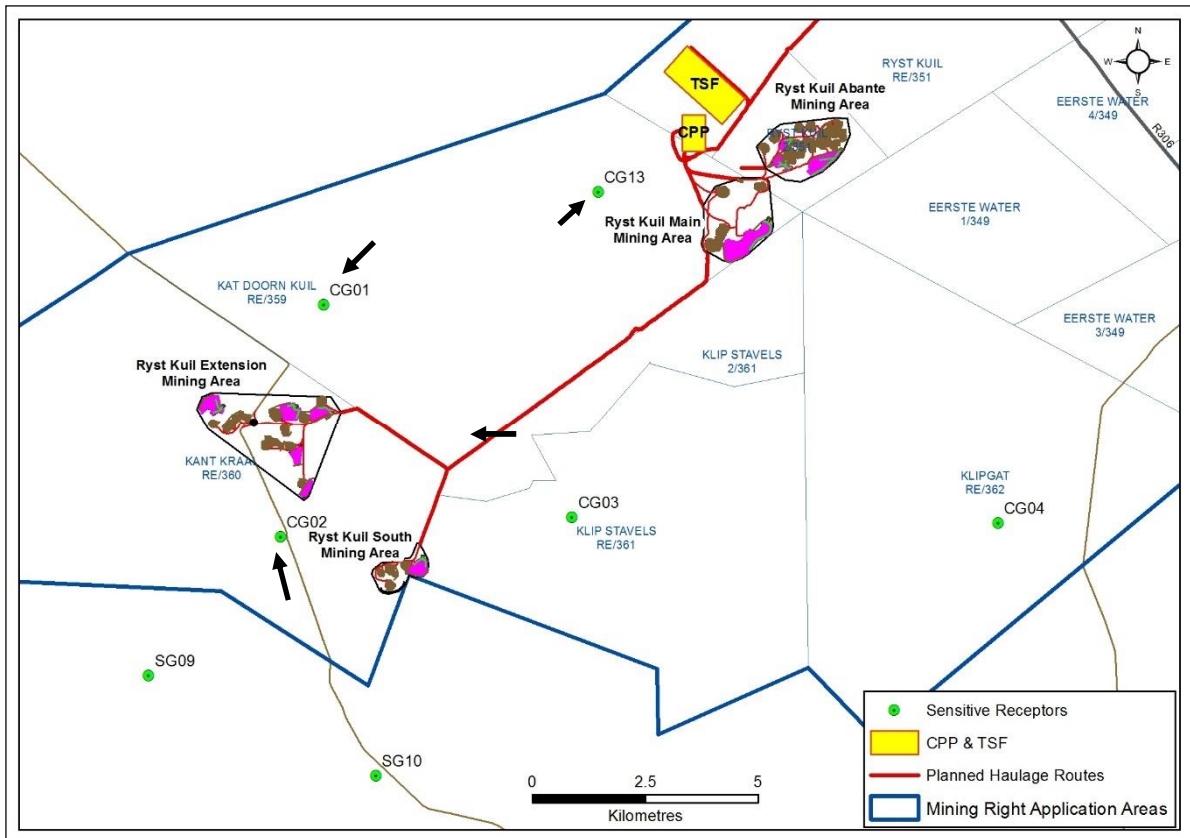 N
W
E
S
RYST KUIL
RE/351
TSF
Ryst Kuil Abante
Mining Area
EERSTE WATER
4/349
R306
CPP
RYST KUIL
CG13
EERSTE WATER
1/349
Ryst Kuil Main
Mining Area
KAT DOORN KUIL
RE/359
CG01
EERSTE WATER
3/349
KLIP STAVELS
2/361
Ryst Kuil Extension
Mining Area
KANT KRAAL
RE/360
KLIPGAT
RE/362
CG03
CG04
CG02
KLIP STAVELS
RE/361
Ryst Kuil South
Mining Area
SG09
SG10
Sensitive Receptors
CPP & TSF
Planned Haulage Routes
Mining Right Application Areas
0
2.5
5
Kilometres